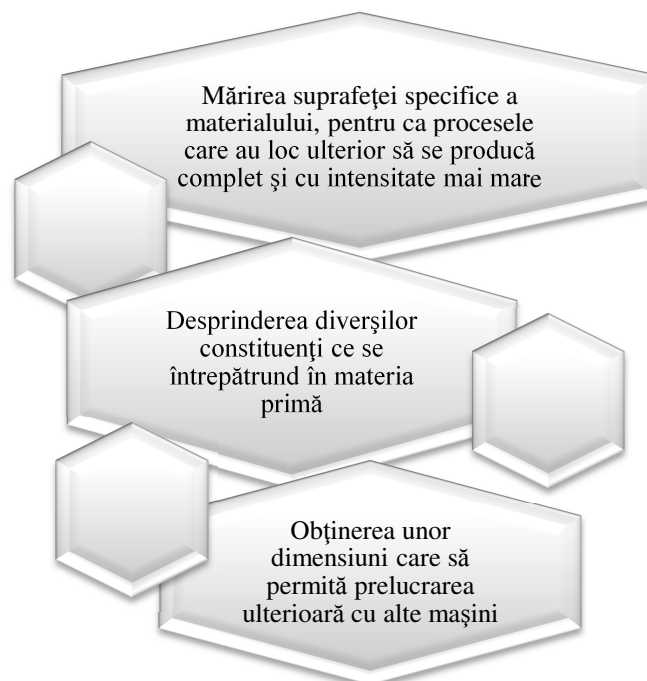 Mărirea suprafeţei specifice a
materialului, pentru ca procesele
care au loc ulterior să se producă
complet şi cu intensitate mai mare
Desprinderea diverşilor
constituenţi ce se
întrepătrund în materia
primă
Obţinerea unor
dimensiuni care să
permită prelucrarea
ulterioară cu alte maşini